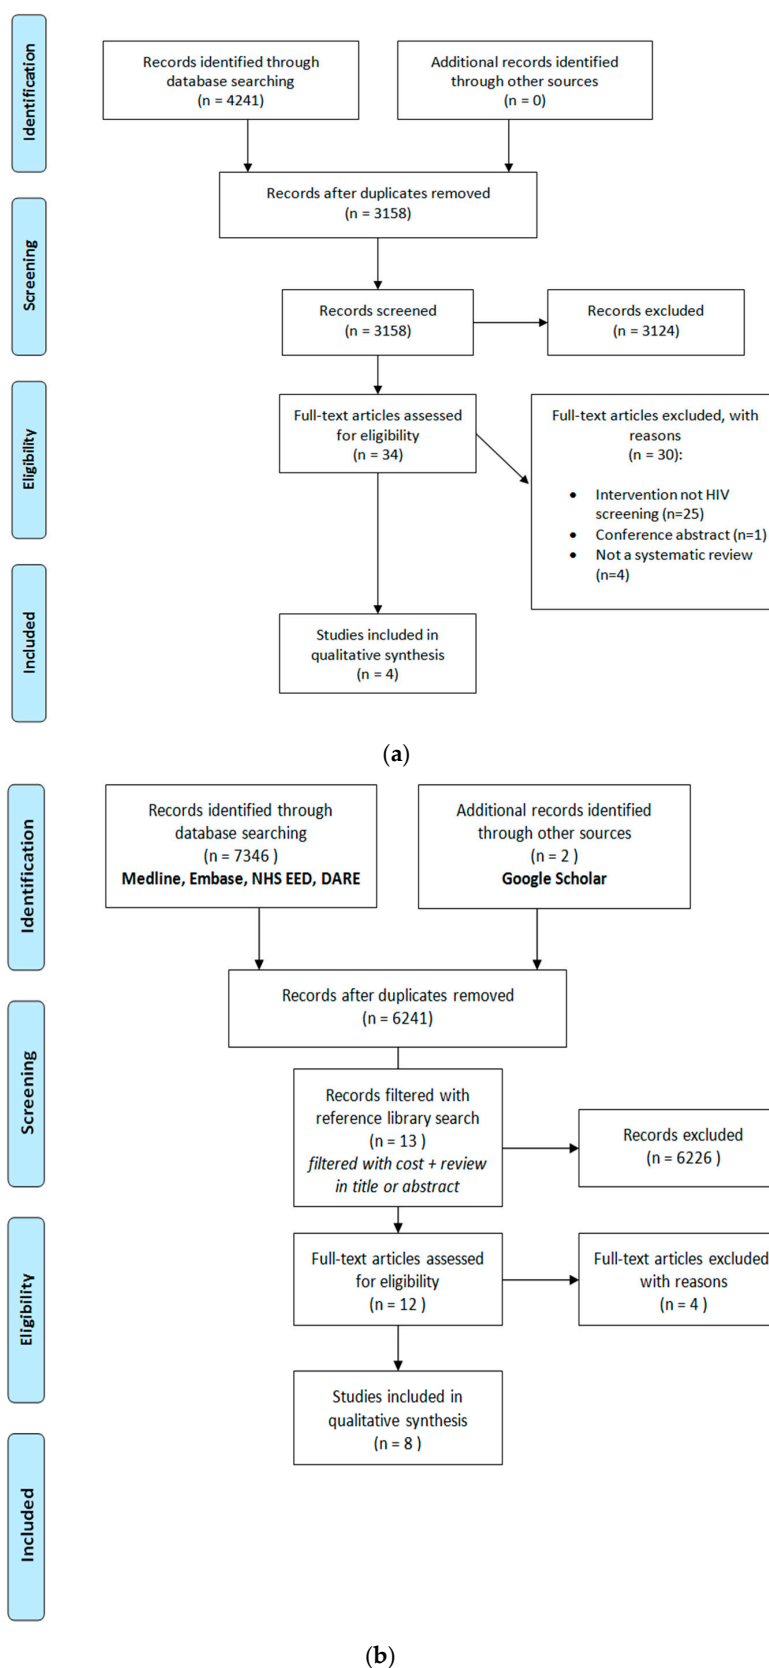 Identification
Records identified through
database searching
(n = 4241)
Additional records identified
through other sources
(n = 0)
Records after duplicates removed
(n = 3158)
Screening
Records screened
(n = 3158)
Records excluded
(n = 3124)
Eligibility
Full-text articles assessed
for eligibility
(n = 34)
Full-text articles excluded, with
reasons
(n = 30):
• Intervention not HIV
screening (n=25)
• Conference abstract (n=1)
• Not a systematic review
(n=4)
Included
Studies included in
qualitative synthesis
(n = 4)
(a)
Identification
Records identified through
database searching
(n = 7346 )
Medline, Embase, NHS EED, DARE
Additional records identified
through other sources
(n = 2 )
Google Scholar
Records after duplicates removed
(n = 6241)
Screening
Records filtered with
reference library search
(n = 13 )
filtered with cost + review
in title or abstract
Records excluded
(n = 6226 )
Eligibility
Full-text articles assessed
for eligibility
(n = 12 )
Full-text articles excluded
with reasons
(n = 4 )
Studies included in
qualitative synthesis
(n = 8 )
Included
(b)